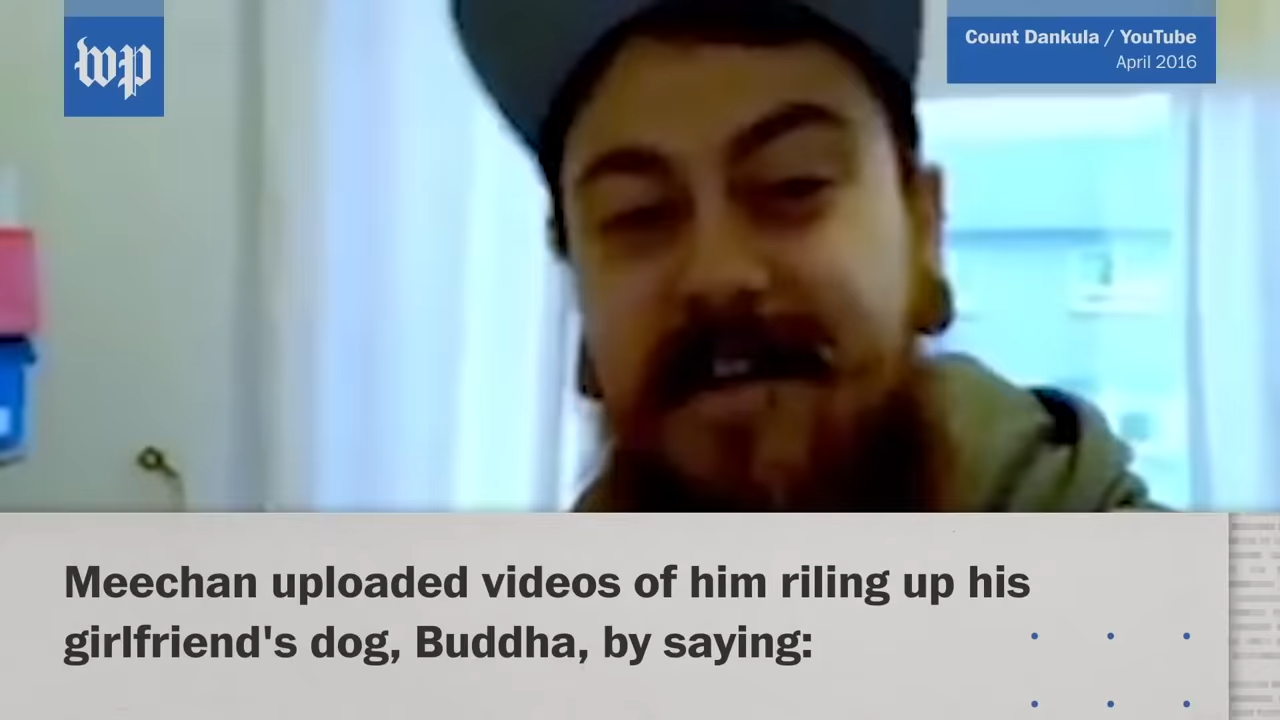 wp
Count Dankula / YouTube
April 2016
Meechan uploaded videos of him riling up his
girlfriend's dog, Buddha, by saying: